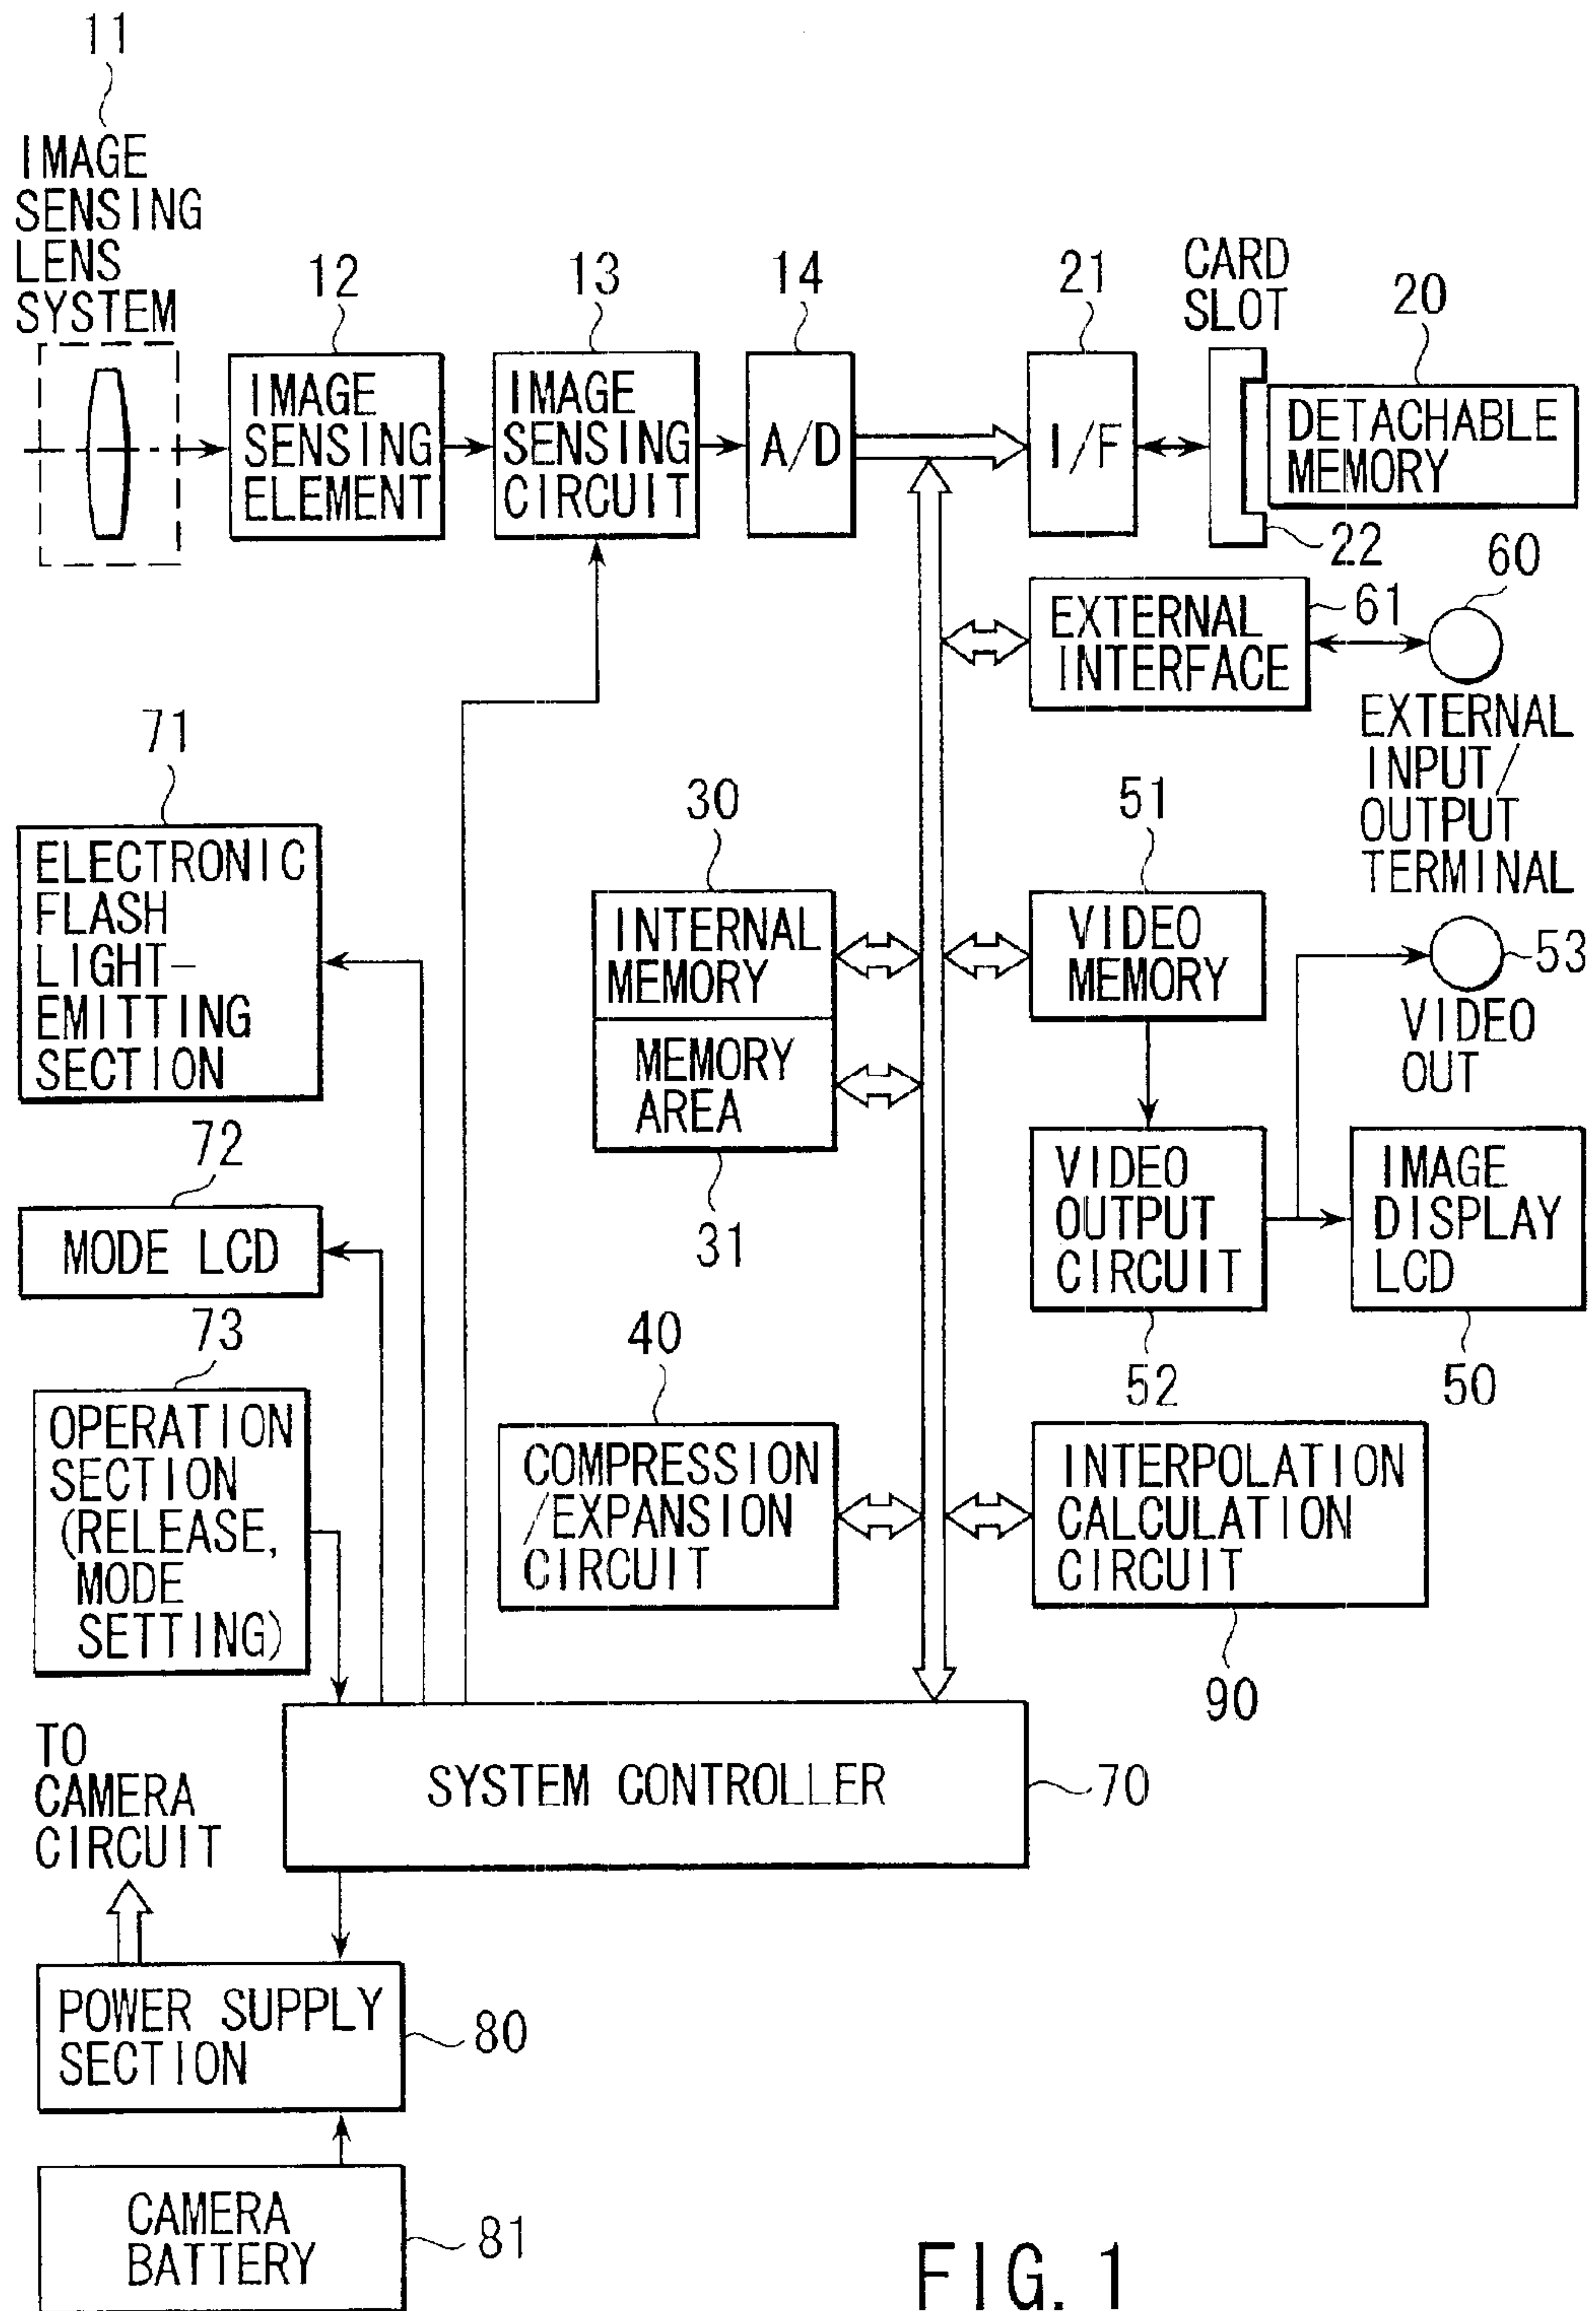 11
IMAGE
SENSING
LENS
SYSTEM
12
IMAGE
SENSING
ELEMENT
13
IMAGE
SENSING
CIRCUIT
14
A/D
21
I/F
CARD
SLOT
22
20
DETACHABLE
MEMORY
EXTERNAL
INTERFACE
61
60
EXTERNAL
INPUT/
OUTPUT
TERMINAL
71
ELECTRONIC
FLASH
LIGHT-
EMITTING
SECTION
30
INTERNAL
MEMORY
MEMORY
AREA
31
51
VIDEO
MEMORY
53
VIDEO
OUT
72
MODE LCD
VIDEO
OUTPUT
CIRCUIT
52
IMAGE
DISPLAY
LCD
50
73
OPERATION
SECTION
(RELEASE,
MODE
SETTING)
40
COMPRESSION
/EXPANSION
CIRCUIT
INTERPOLATION
CALCULATION
CIRCUIT
90
SYSTEM CONTROLLER
70
TO
CAMERA
CIRCUIT
POWER SUPPLY
SECTION
80
CAMERA
BATTERY
81
FIG. 1